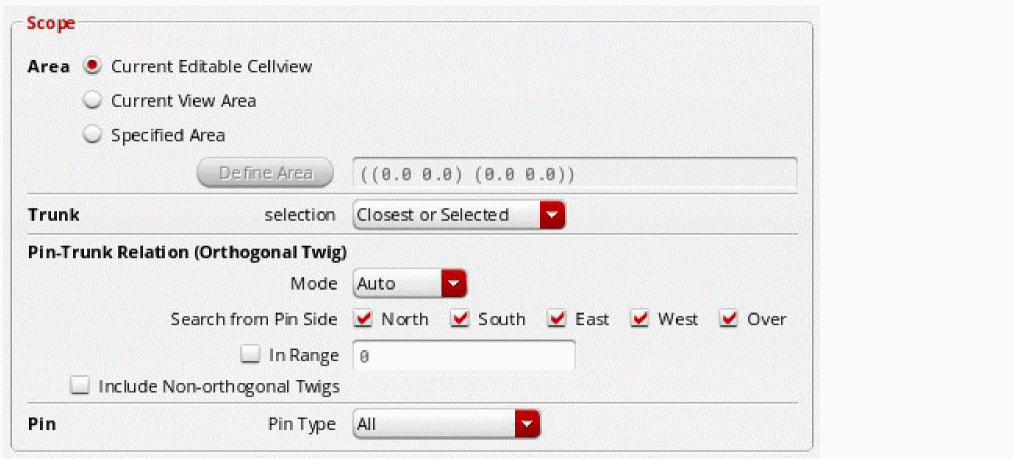 Scope
Area Current Editable Cellview
Current View Area
Specified Area
Define Area ((0.0 0.0) (0.0 0.0))
Trunk selection Closest or Selected
Pin-Trunk Relation (Orthogonal Twig)
Mode Auto
Search from Pin Side North South East West Over
In Range 0
Include Non-orthogonal Twigs
Pin Pin Type All